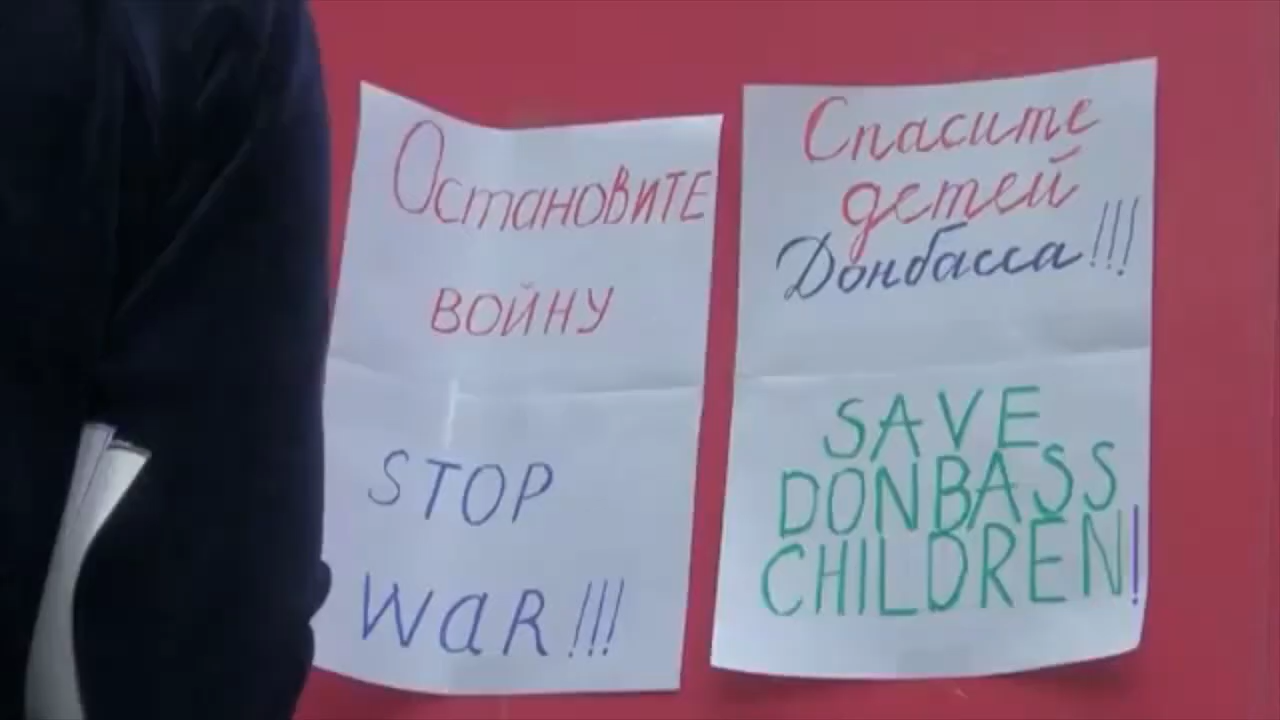 Остановите
войну
STOP
WaR!!!
Спасите
детей
Донбасса!!!
SAVE
DONBASS
CHILDREN!